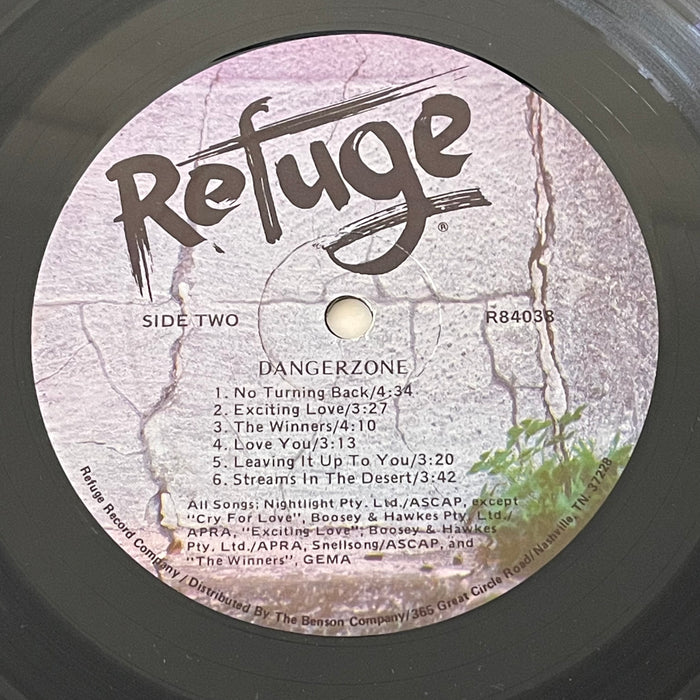 Refuge
®
SIDE TWO
R84038
DANGERZONE
1. No Turning Back/4:34
2. Exciting Love/3:27
3. The Winners/4:10
4. Love You/3:13
5. Leaving It Up To You/3:20
6. Streams In The Desert/3:42
All Songs: Nightlight Pty. Ltd./ASCAP, except
"Cry For Love", Boosey & Hawkes Pty. Ltd./
APRA, "Exciting Love"; Boosey & Hawkes
Pty. Ltd./APRA, Snellsong/ASCAP, and
"The Winners", GEMA
Refuge Record Company/Distributed By The Benson Company/365 Great Circle Road/Nashville, TN. 37228